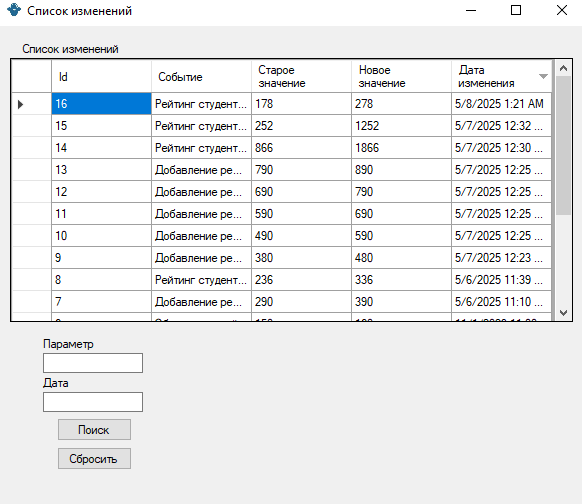 Список изменений
Список изменений
Id Событие Старое значение Новое значение Дата изменения
16 Рейтинг студент... 178 278 5/8/2025 1:21 AM
15 Рейтинг студент... 252 1252 5/7/2025 12:32 ...
14 Рейтинг студент... 866 1866 5/7/2025 12:30 ...
13 Добавление ре... 790 890 5/7/2025 12:25 ...
12 Добавление ре... 690 790 5/7/2025 12:25 ...
11 Добавление ре... 590 690 5/7/2025 12:25 ...
10 Добавление ре... 490 590 5/7/2025 12:25 ...
9 Добавление ре... 380 480 5/7/2025 12:23 ...
8 Рейтинг студент... 236 336 5/6/2025 11:39 ...
7 Добавление ре... 290 390 5/6/2025 11:10 ...
Параметр
Дата
Поиск
Сбросить